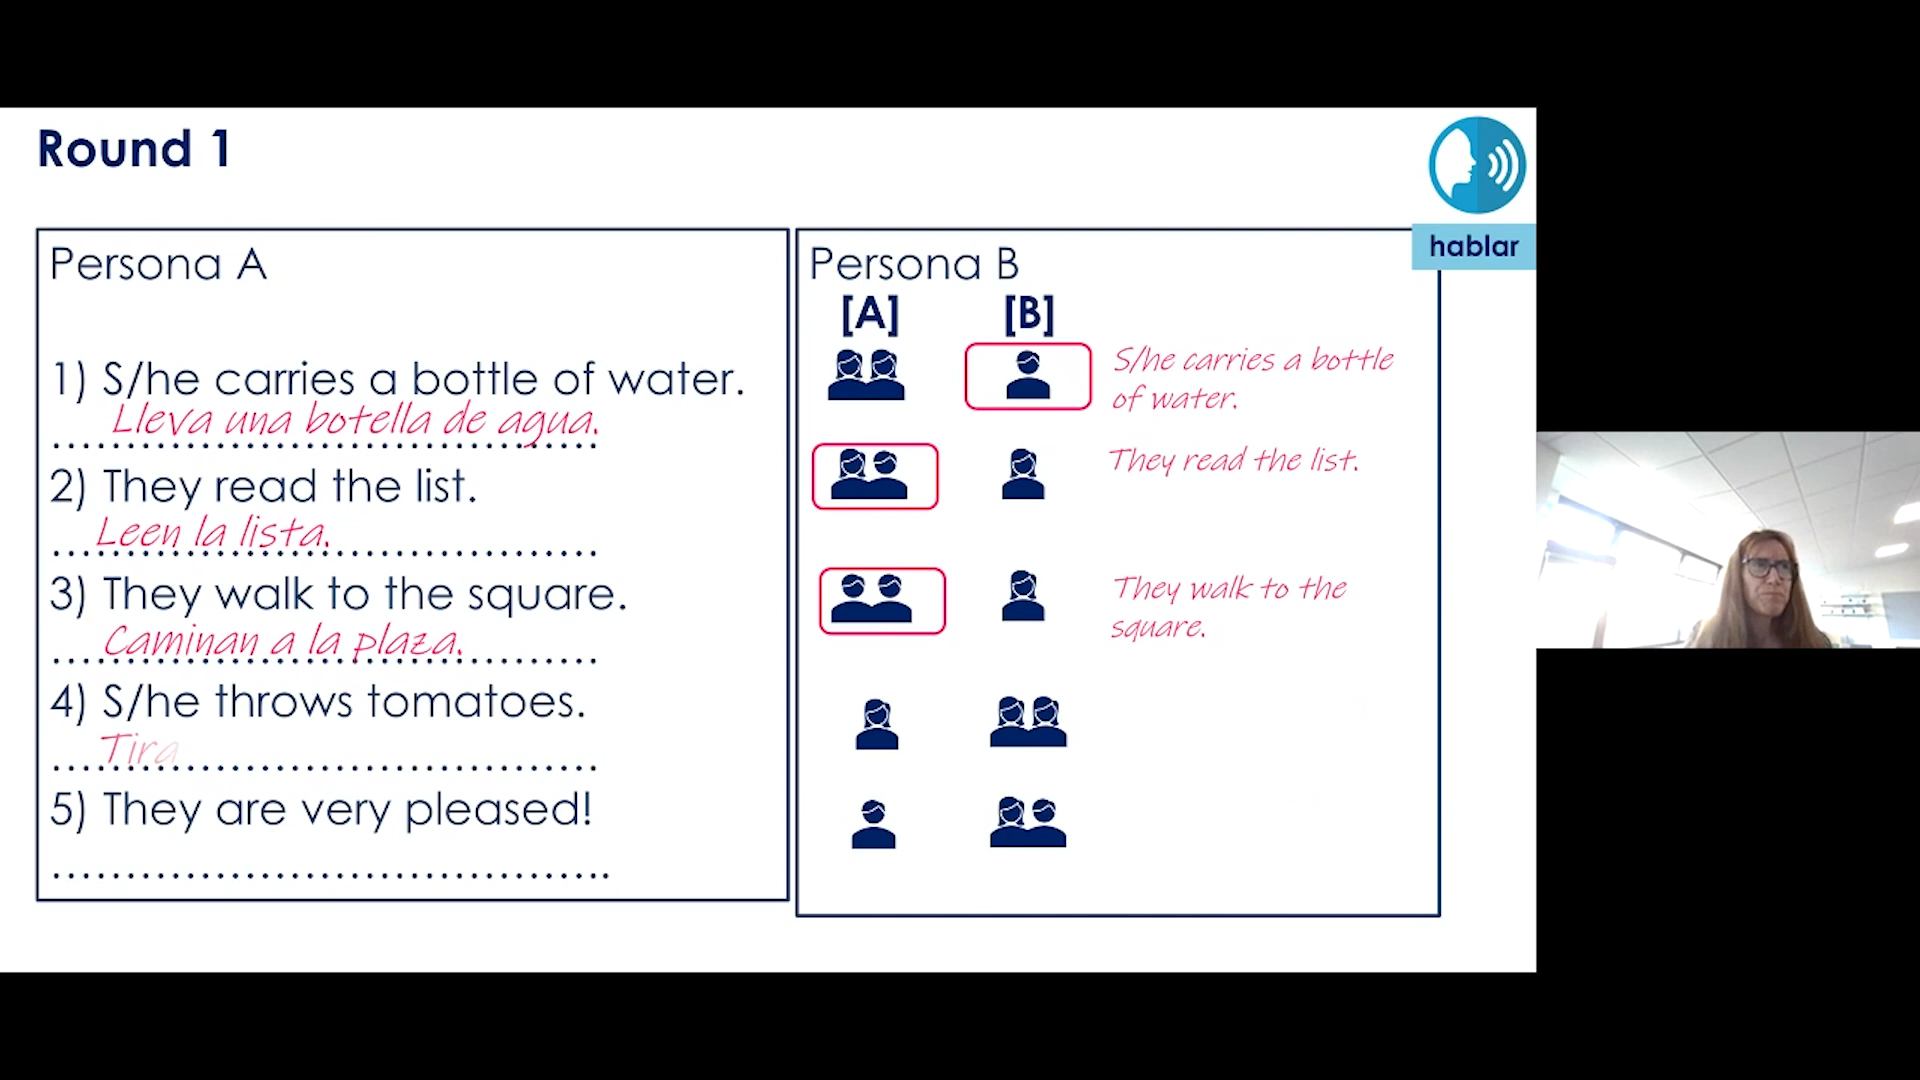 Round 1
hablar
Persona A
1) S/he carries a bottle of water.
Lleva una botella de agua.
2) They read the list.
Leen la lista.
3) They walk to the square.
Caminan a la plaza.
4) S/he throws tomatoes.
Tira
5) They are very pleased!
Persona B
[A] [B]
S/he carries a bottle
of water.
They read the list.
They walk to the
square.